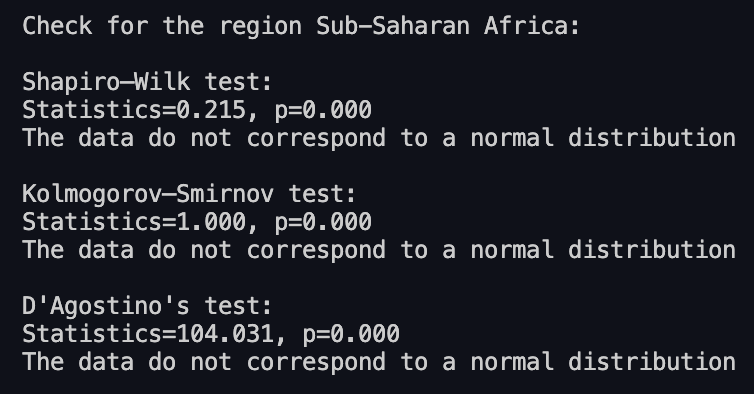 Check for the region Sub-Saharan Africa:
Shapiro–Wilk test:
Statistics=0.215, p=0.000
The data do not correspond to a normal distribution
Kolmogorov–Smirnov test:
Statistics=1.000, p=0.000
The data do not correspond to a normal distribution
D'Agostino's test:
Statistics=104.031, p=0.000
The data do not correspond to a normal distribution